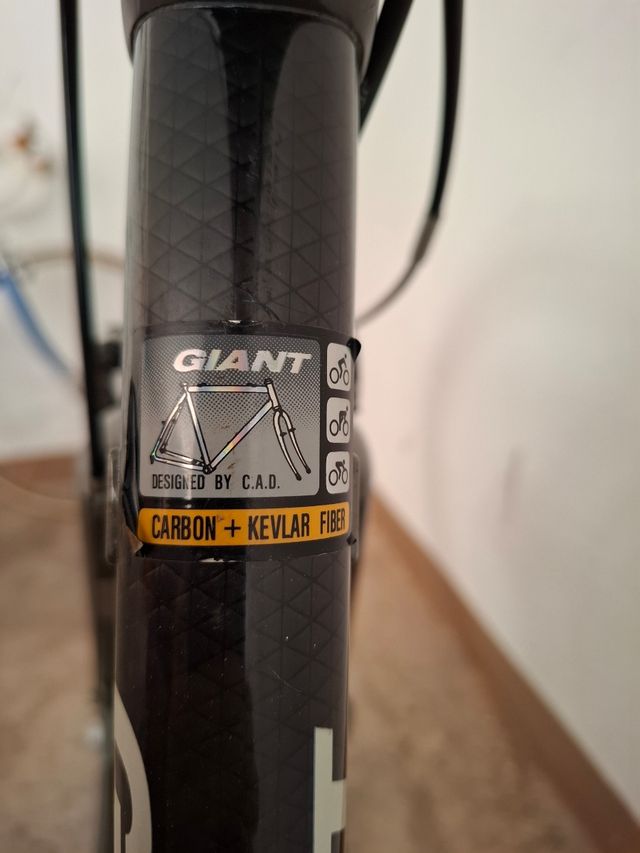 GIANT
DESIGNED BY C.A.D.
CARBON + KEVLAR FIBER